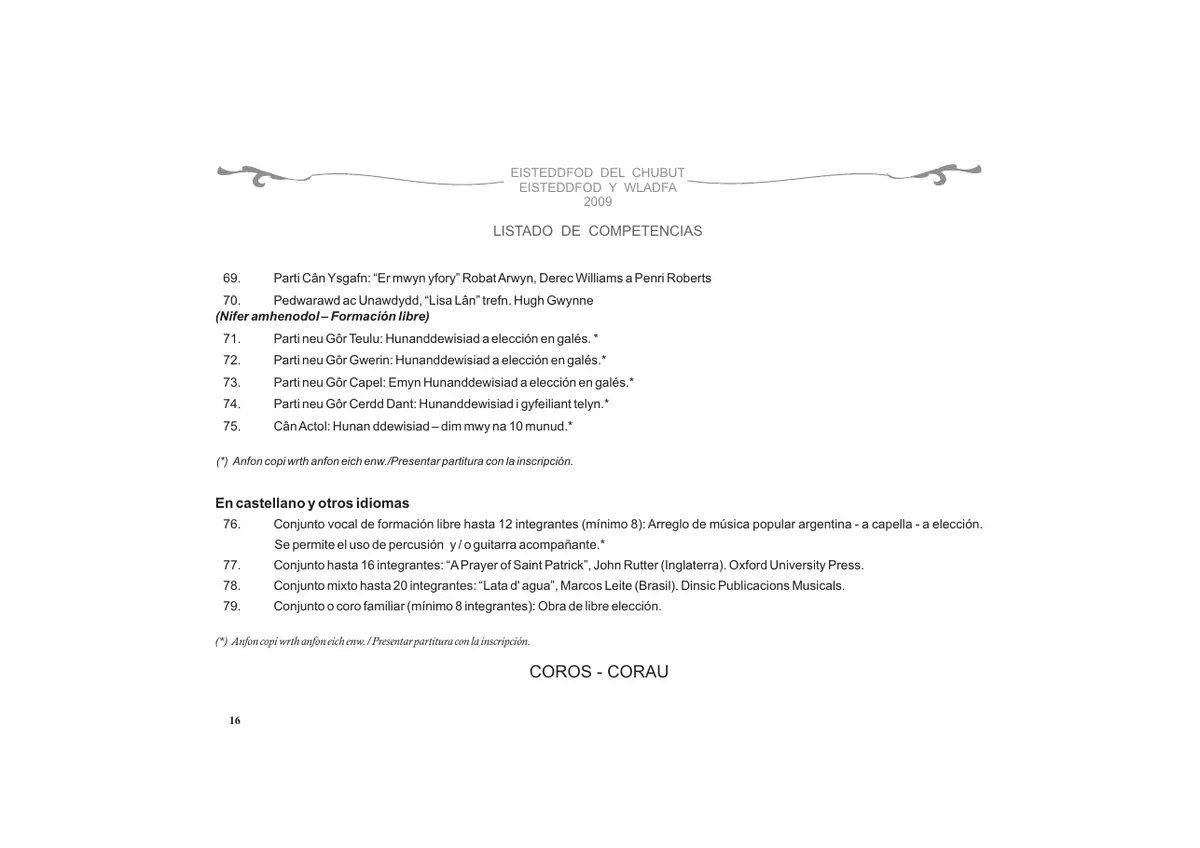 EISTEDDFOD DEL CHUBUT
EISTEDDFOD Y WLADFA
2009
LISTADO DE COMPETENCIAS
69. Parti Cân Ysgafn: “Er mwyn yfory” Robat Arwyn, Derec Williams a Penri Roberts
70. Pedwarawd ac Unawdydd, “Lisa Lân” trefn. Hugh Gwynne
(Nifer amhenodol – Formación libre)
71. Parti neu Gôr Teulu: Hunanddewisiad a elección en galés. *
72. Parti neu Gôr Gwerin: Hunanddewisiad a elección en galés.*
73. Parti neu Gôr Capel: Emyn Hunanddewisiad a elección en galés.*
74. Parti neu Gôr Cerdd Dant: Hunanddewisiad i gyfeiliant telyn.*
75. Cân Actol: Hunan ddewisiad – dim mwy na 10 munud.*
(*) Anfon copi wrth anfon eich enw./Presentar partitura con la inscripción.
En castellano y otros idiomas
76. Conjunto vocal de formación libre hasta 12 integrantes (mínimo 8): Arreglo de música popular argentina - a capella - a elección.
Se permite el uso de percusión y / o guitarra acompañante.*
77. Conjunto hasta 16 integrantes: “A Prayer of Saint Patrick”, John Rutter (Inglaterra). Oxford University Press.
78. Conjunto mixto hasta 20 integrantes: “Lata d' agua”, Marcos Leite (Brasil). Dinsic Publicacions Musicals.
79. Conjunto o coro familiar (mínimo 8 integrantes): Obra de libre elección.
(*) Anfon copi wrth anfon eich enw. / Presentar partitura con la inscripción.
COROS - CORAU
16